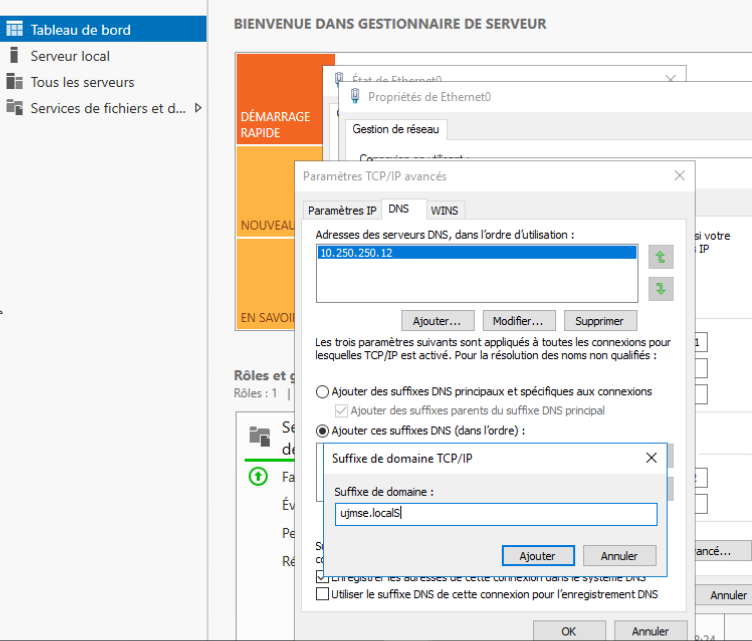 BIENVENUE DANS GESTIONNAIRE DE SERVEUR
Tableau de bord
Serveur local
Tous les serveurs
Services de fichiers et d...
DÉMARRAGE
RAPIDE
NOUVEAU
EN SAVOI
État de Ethernet0
Propriétés de Ethernet0
Gestion de réseau
Connexion en utilisant :
Paramètres TCP/IP avancés
Paramètres IP
DNS
WINS
Adresses des serveurs DNS, dans l'ordre d'utilisation :
10.250.250.12
Ajouter...
Modifier...
Supprimer
Les trois paramètres suivants sont appliqués à toutes les connexions pour
lesquelles TCP/IP est activé. Pour la résolution des noms non qualifiés :
Ajouter des suffixes DNS principaux et spécifiques aux connexions
Ajouter des suffixes parents du suffixe DNS principal
Ajouter ces suffixes DNS (dans l'ordre) :
Suffixe de domaine TCP/IP
Suffixe de domaine :
ujmse.localS
Ajouter
Annuler
Enregistrer les adresses de cette connexion dans le système DNS
Utiliser le suffixe DNS de cette connexion pour l'enregistrement DNS
OK
Annuler
si votre
IP
1
ancé...
Annuler
Rôles et g
Rôles : 1 |
Se
de
Fa
Év
Pe
Ré